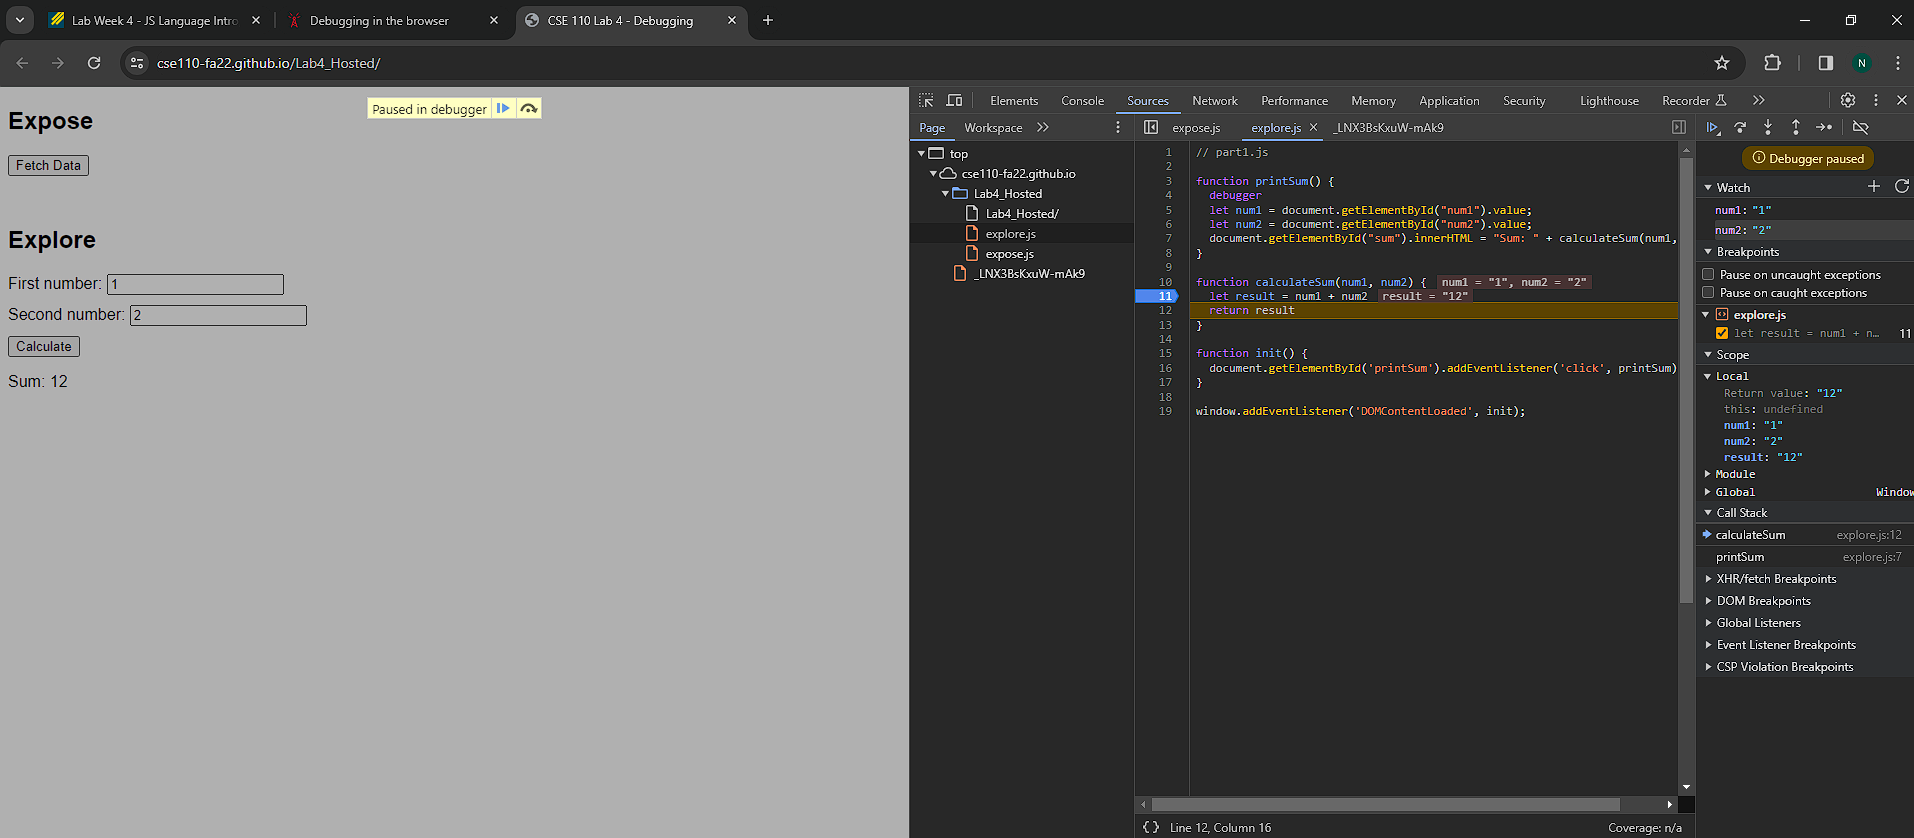 Lab Week 4 - JS Language Intro
Debugging in the browser
CSE 110 Lab 4 - Debugging
cse110-fa22.github.io/Lab4_Hosted/
N
Paused in debugger
Expose
Fetch Data
Explore
First number: 1
Second number: 2
Calculate
Sum: 12
Elements Console Sources Network Performance Memory Application Security Lighthouse Recorder
Page Workspace
expose.js explore.js _LNX3BsKxuW-mAk9
top
cse110-fa22.github.io
Lab4_Hosted
Lab4_Hosted/
explore.js
expose.js
_LNX3BsKxuW-mAk9
1 // part1.js
2
3 function printSum() {
4 debugger
5 let num1 = document.getElementById("num1").value;
6 let num2 = document.getElementById("num2").value;
7 document.getElementById("sum").innerHTML = "Sum: " + calculateSum(num1,
8 }
9
10 function calculateSum(num1, num2) { num1 = "1", num2 = "2"
11 let result = num1 + num2 result = "12"
12 return result
13 }
14
15 function init() {
16 document.getElementById('printSum').addEventListener('click', printSum)
17 }
18
19 window.addEventListener('DOMContentLoaded', init);
{} Line 12, Column 16
Coverage: n/a
Debugger paused
Watch
num1: "1"
num2: "2"
Breakpoints
Pause on uncaught exceptions
Pause on caught exceptions
explore.js
let result = num1 + n… 11
Scope
Local
Return value: "12"
this: undefined
num1: "1"
num2: "2"
result: "12"
Module
Global Window
Call Stack
calculateSum explore.js:12
printSum explore.js:7
XHR/fetch Breakpoints
DOM Breakpoints
Global Listeners
Event Listener Breakpoints
CSP Violation Breakpoints